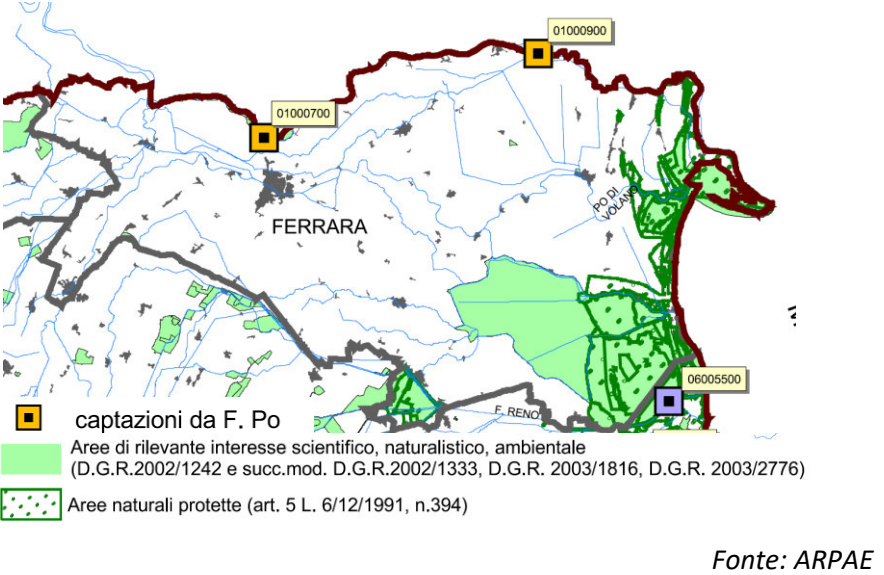 01000900
01000700
PO DI
VOLANO
FERRARA
06005500
F. RENO
captazioni da F. Po
Aree di rilevante interesse scientifico, naturalistico, ambientale
(D.G.R.2002/1242 e succ.mod. D.G.R.2002/1333, D.G.R. 2003/1816, D.G.R. 2003/2776)
Aree naturali protette (art. 5 L. 6/12/1991, n.394)
Fonte: ARPAE